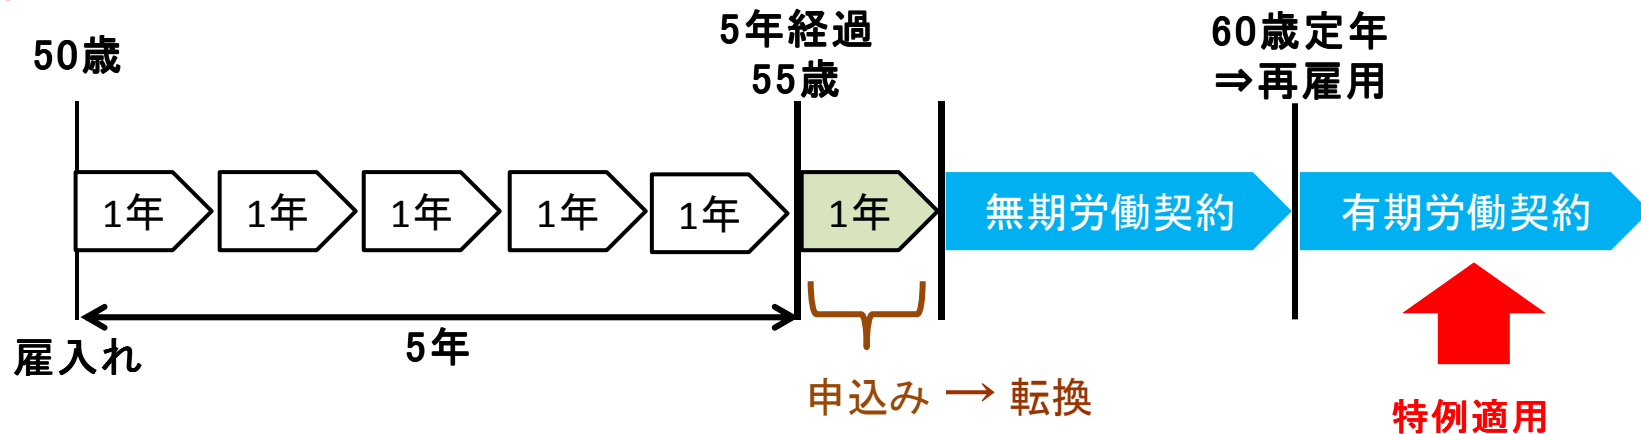 50歳
5年経過
55歳
60歳定年
⇒再雇用
1年
1年
1年
1年
1年
1年
無期労働契約
有期労働契約
雇入れ
5年
申込み → 転換
特例適用